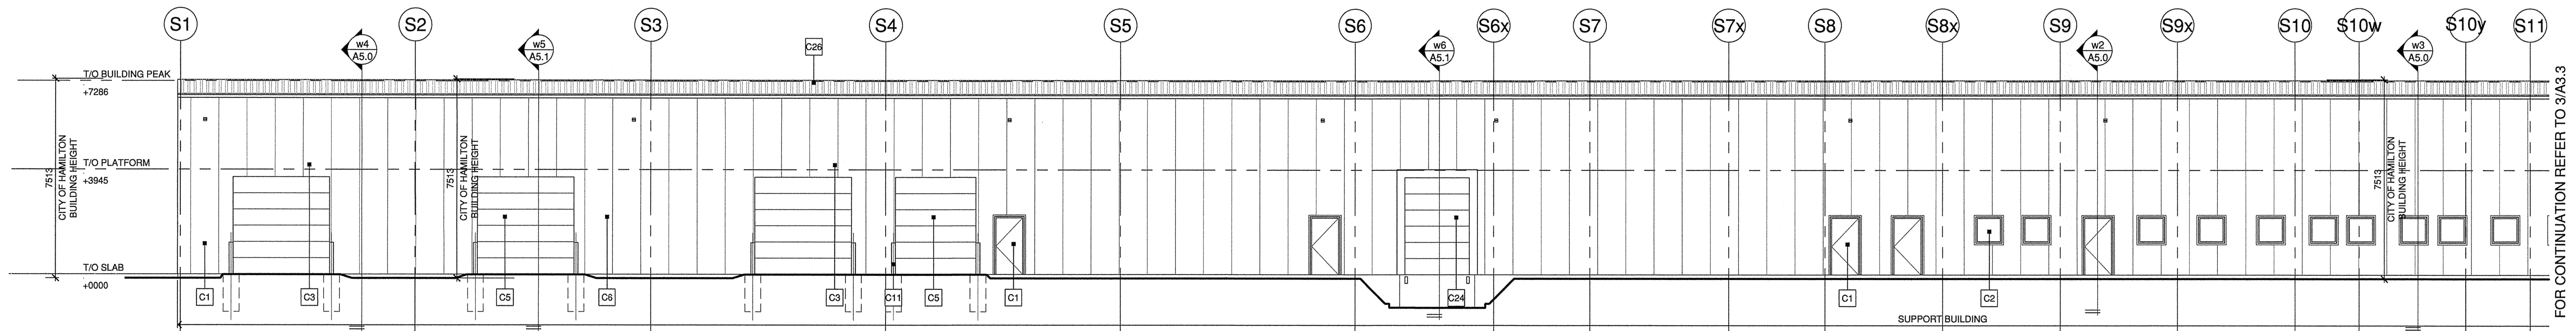 S1
S2
S3
S4
S5
S6
S6x
S7
S7x
S8
S8x
S9
S9x
S10
S10w
S10y
S11
w4
A5.0
w5
A5.1
C26
w6
A5.1
w2
A5.0
w3
A5.0
T/O BUILDING PEAK
+7286
T/O PLATFORM
+3945
T/O SLAB
+0000
7513
CITY OF HAMILTON
BUILDING HEIGHT
7513
CITY OF HAMILTON
BUILDING HEIGHT
7513
CITY OF HAMILTON
BUILDING HEIGHT
C1
C3
C5
C6
C3
C11
C5
C1
C24
C1
C2
SUPPORT BUILDING
FOR CONTINUATION REFER TO 3/A3.3